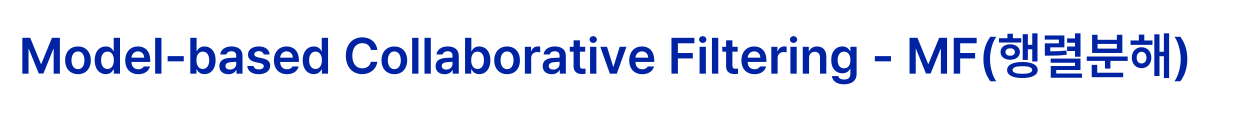 Model-based Collaborative Filtering - MF(행렬분해)